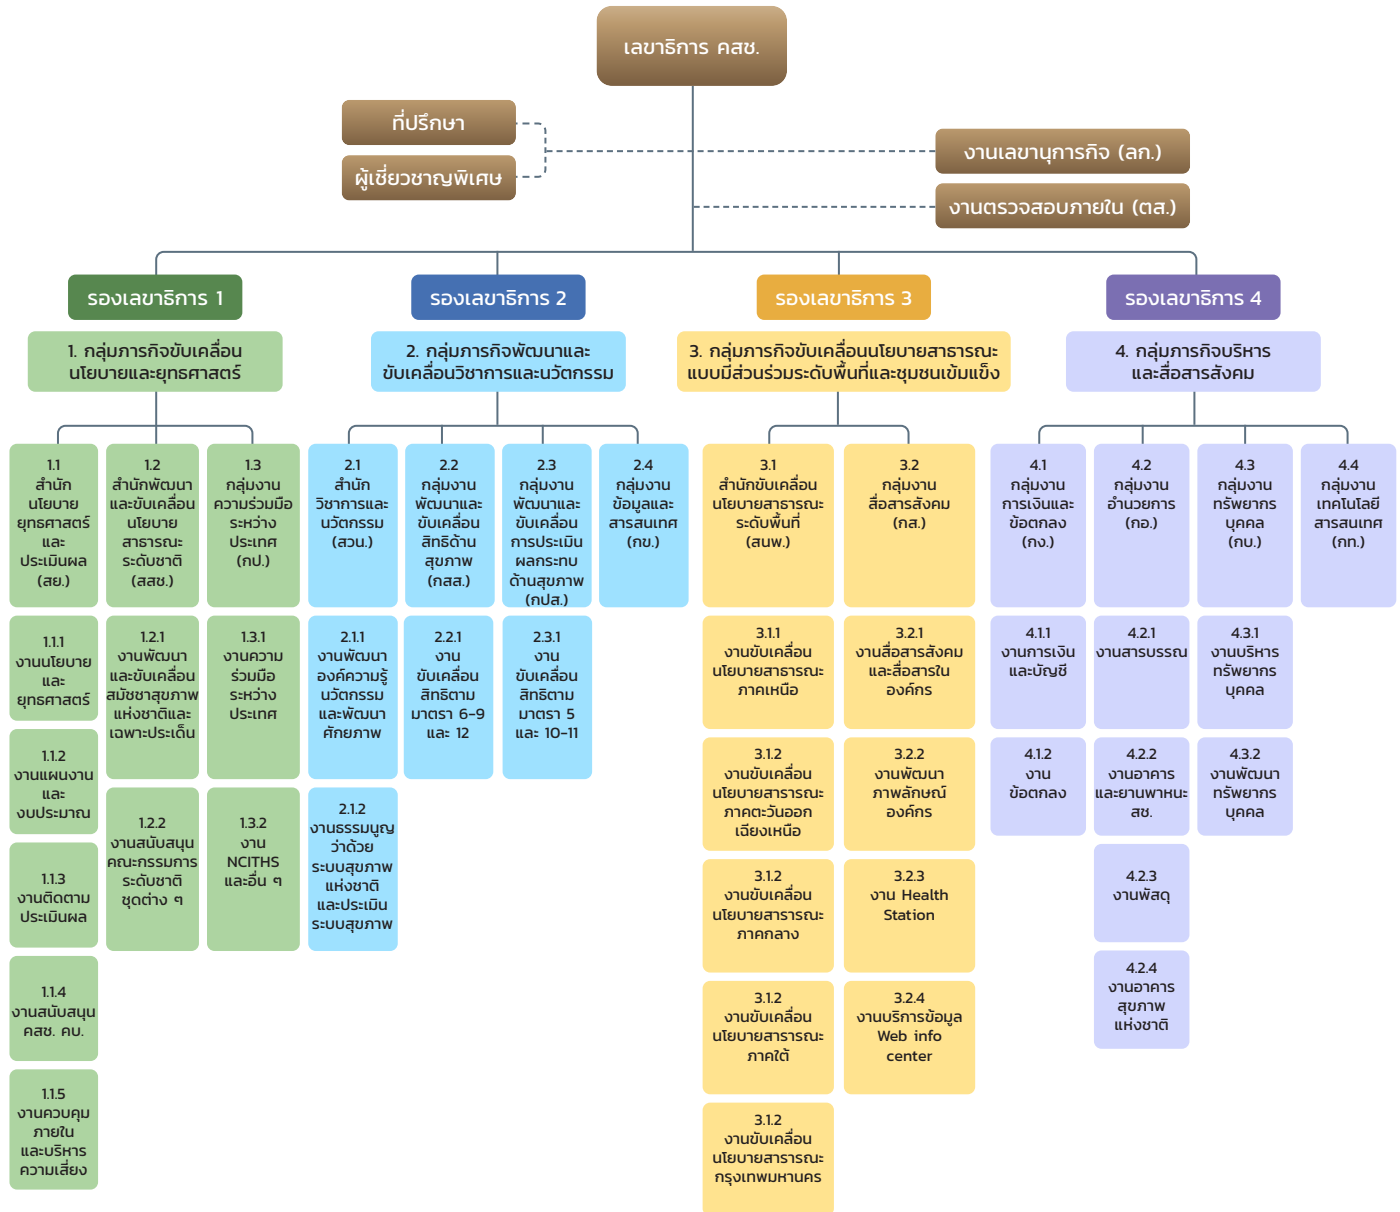 เลขาธิการ คสช.
ที่ปรึกษา
ผู้เชี่ยวชาญพิเศษ
งานเลขานุการกิจ (ลก.)
งานตรวจสอบภายใน (ตส.)
รองเลขาธิการ 1
1. กลุ่มภารกิจขับเคลื่อน
นโยบายและยุทธศาสตร์
1.1
สำนัก
นโยบาย
ยุทธศาสตร์
และ
ประเมินผล
(สย.)
1.1.1
งานนโยบาย
และ
ยุทธศาสตร์
1.1.2
งานแผนงาน
และ
งบประมาณ
1.1.3
งานติดตาม
ประเมินผล
1.1.4
งานสนับสนุน
คสช. คบ.
1.1.5
งานควบคุม
ภายใน
และบริหาร
ความเสี่ยง
1.2
สำนักพัฒนา
และขับเคลื่อน
นโยบาย
สาธารณะ
ระดับชาติ
(สสช.)
1.2.1
งานพัฒนา
และขับเคลื่อน
สมัชชาสุขภาพ
แห่งชาติและ
เฉพาะประเด็น
1.2.2
งานสนับสนุน
คณะกรรมการ
ระดับชาติ
ชุดต่าง ๆ
1.3
กลุ่มงาน
ความร่วมมือ
ระหว่าง
ประเทศ
(กป.)
1.3.1
งานความ
ร่วมมือ
ระหว่าง
ประเทศ
1.3.2
งาน
NCITHS
และอื่น ๆ
รองเลขาธิการ 2
2. กลุ่มภารกิจพัฒนาและ
ขับเคลื่อนวิชาการและนวัตกรรม
2.1
สำนัก
วิชาการและ
นวัตกรรม
(สวน.)
2.1.1
งานพัฒนา
องค์ความรู้
นวัตกรรม
และพัฒนา
ศักยภาพ
2.1.2
งานธรรมนูญ
ว่าด้วย
ระบบสุขภาพ
แห่งชาติ
และประเมิน
ระบบสุขภาพ
2.2
กลุ่มงาน
พัฒนาและ
ขับเคลื่อน
สิทธิด้าน
สุขภาพ
(กสส.)
2.2.1
งาน
ขับเคลื่อน
สิทธิตาม
มาตรา 6-9
และ 12
2.3
กลุ่มงาน
พัฒนาและ
ขับเคลื่อน
การประเมิน
ผลกระทบ
ด้านสุขภาพ
(กปส.)
2.3.1
งาน
ขับเคลื่อน
สิทธิตาม
มาตรา 5
และ 10-11
2.4
กลุ่มงาน
ข้อมูลและ
สารสนเทศ
(กข.)
รองเลขาธิการ 3
3. กลุ่มภารกิจขับเคลื่อนนโยบายสาธารณะ
แบบมีส่วนร่วมระดับพื้นที่และชุมชนเข้มแข็ง
3.1
สำนักขับเคลื่อน
นโยบายสาธารณะ
ระดับพื้นที่
(สนพ.)
3.1.1
งานขับเคลื่อน
นโยบายสาธารณะ
ภาคเหนือ
3.1.2
งานขับเคลื่อน
นโยบายสาธารณะ
ภาคตะวันออก
เฉียงเหนือ
3.1.2
งานขับเคลื่อน
นโยบายสารารณะ
ภาคกลาง
3.1.2
งานขับเคลื่อน
นโยบายสารารณะ
ภาคใต้
3.1.2
งานขับเคลื่อน
นโยบายสารารณะ
กรุงเทพมหานคร
3.2
กลุ่มงาน
สื่อสารสังคม
(กส.)
3.2.1
งานสื่อสารสังคม
และสื่อสารใน
องค์กร
3.2.2
งานพัฒนา
ภาพลักษณ์
องค์กร
3.2.3
งาน Health
Station
3.2.4
งานบริการข้อมูล
Web info
center
รองเลขาธิการ 4
4. กลุ่มภารกิจบริหาร
และสื่อสารสังคม
4.1
กลุ่มงาน
การเงินและ
ข้อตกลง
(กง.)
4.1.1
งานการเงิน
และบัญชี
4.1.2
งาน
ข้อตกลง
4.2
กลุ่มงาน
อำนวยการ
(กอ.)
4.2.1
งานสารบรรณ
4.2.2
งานอาคาร
และยานพาหนะ
สช.
4.2.3
งานพัสดุ
4.2.4
งานอาคาร
สุขภาพ
แห่งชาติ
4.3
กลุ่มงาน
ทรัพยากร
บุคคล
(กบ.)
4.3.1
งานบริหาร
ทรัพยากร
บุคคล
4.3.2
งานพัฒนา
ทรัพยากร
บุคคล
4.4
กลุ่มงาน
เทคโนโลยี
สารสนเทศ
(กท.)